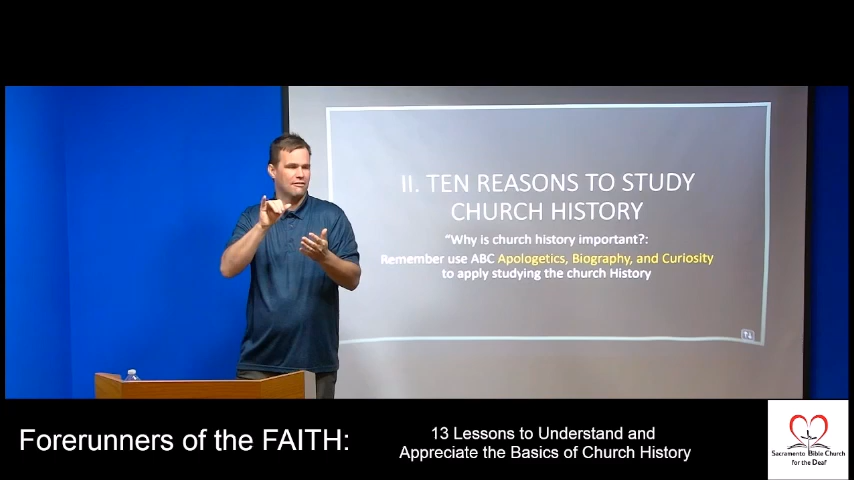 II. TEN REASONS TO STUDY
CHURCH HISTORY
“Why is church history important?:
Remember use ABC Apologetics, Biography, and Curiosity
to apply studying the church History
Forerunners of the FAITH:
13 Lessons to Understand and
Appreciate the Basics of Church History
Sacramento Bible Church
for the Deaf